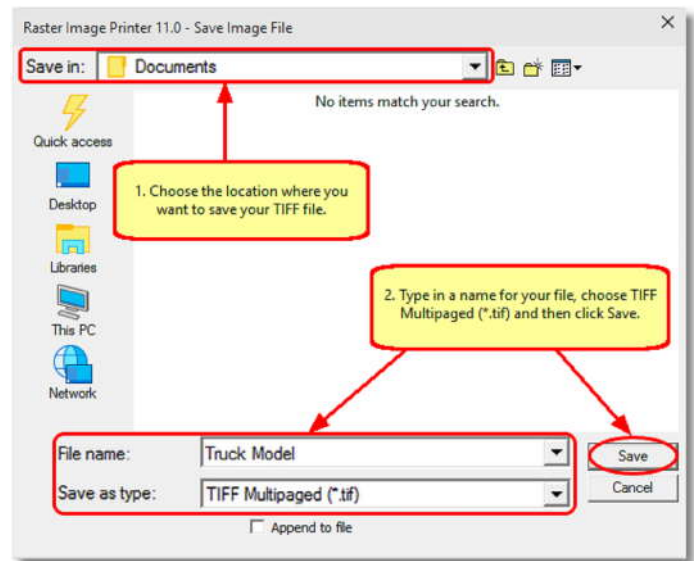 Raster Image Printer 11.0 - Save Image File
Save in: Documents
No items match your search.
Quick access
Desktop
1. Choose the location where you
want to save your TIFF file.
Libraries
This PC
2. Type in a name for your file, choose TIFF
Multipaged (*.tif) and then click Save.
Network
File name: Truck Model
Save
Save as type: TIFF Multipaged (*.tif)
Cancel
Append to file